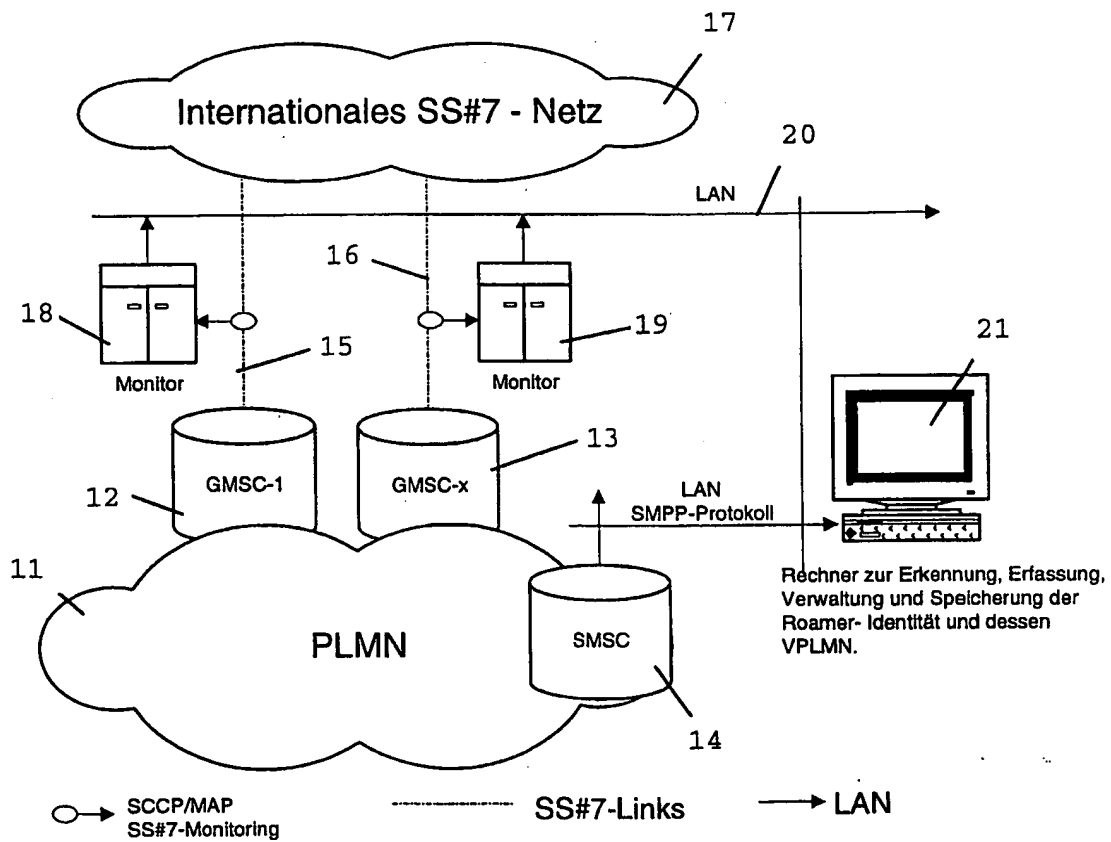 17
Internationales SS#7 - Netz
20
LAN
16
18
19
15
21
Monitor
Monitor
13
GMSC-1
GMSC-x
12
LAN
SMPP-Protokoll
11
Rechner zur Erkennung, Erfassung,
Verwaltung und Speicherung der
Roamer- Identität und dessen
VPLMN.
PLMN
SMSC
14
SCCP/MAP
SS#7-Monitoring
SS#7-Links
LAN